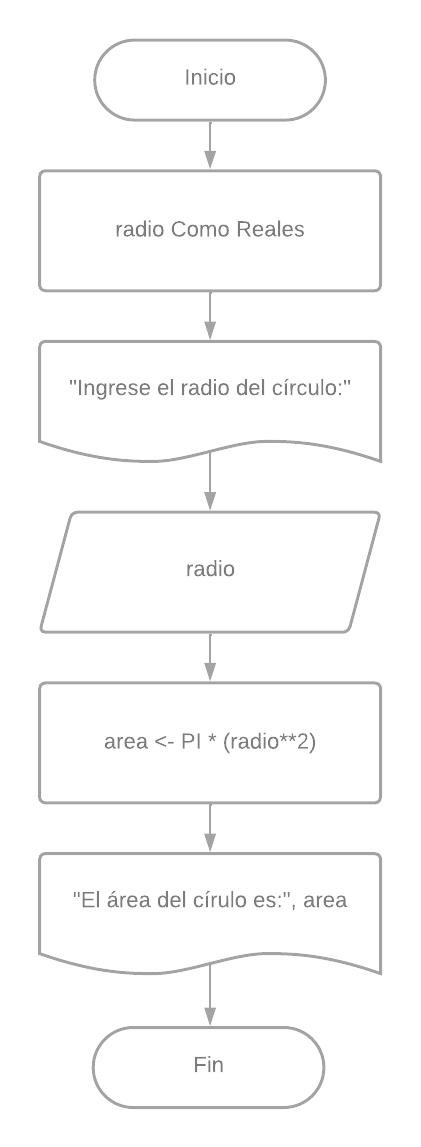 Inicio
radio Como Reales
"Ingrese el radio del círculo:"
radio
area <- PI * (radio**2)
"El área del círulo es:", area
Fin